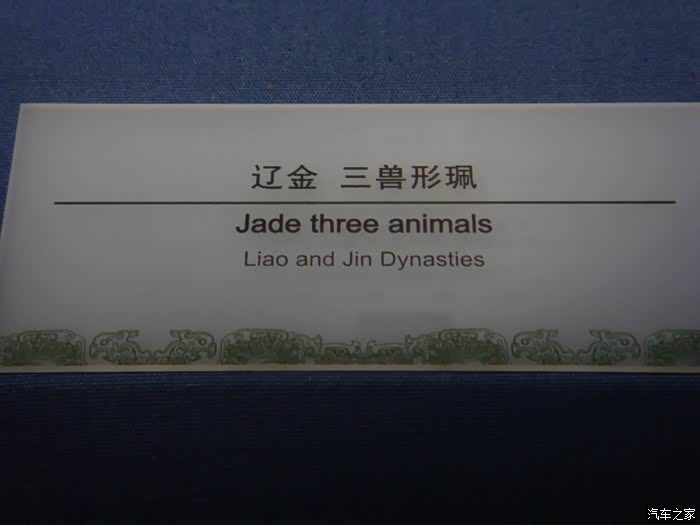 辽金 三兽形珮
Jade three animals
Liao and Jin Dynasties
汽车之家